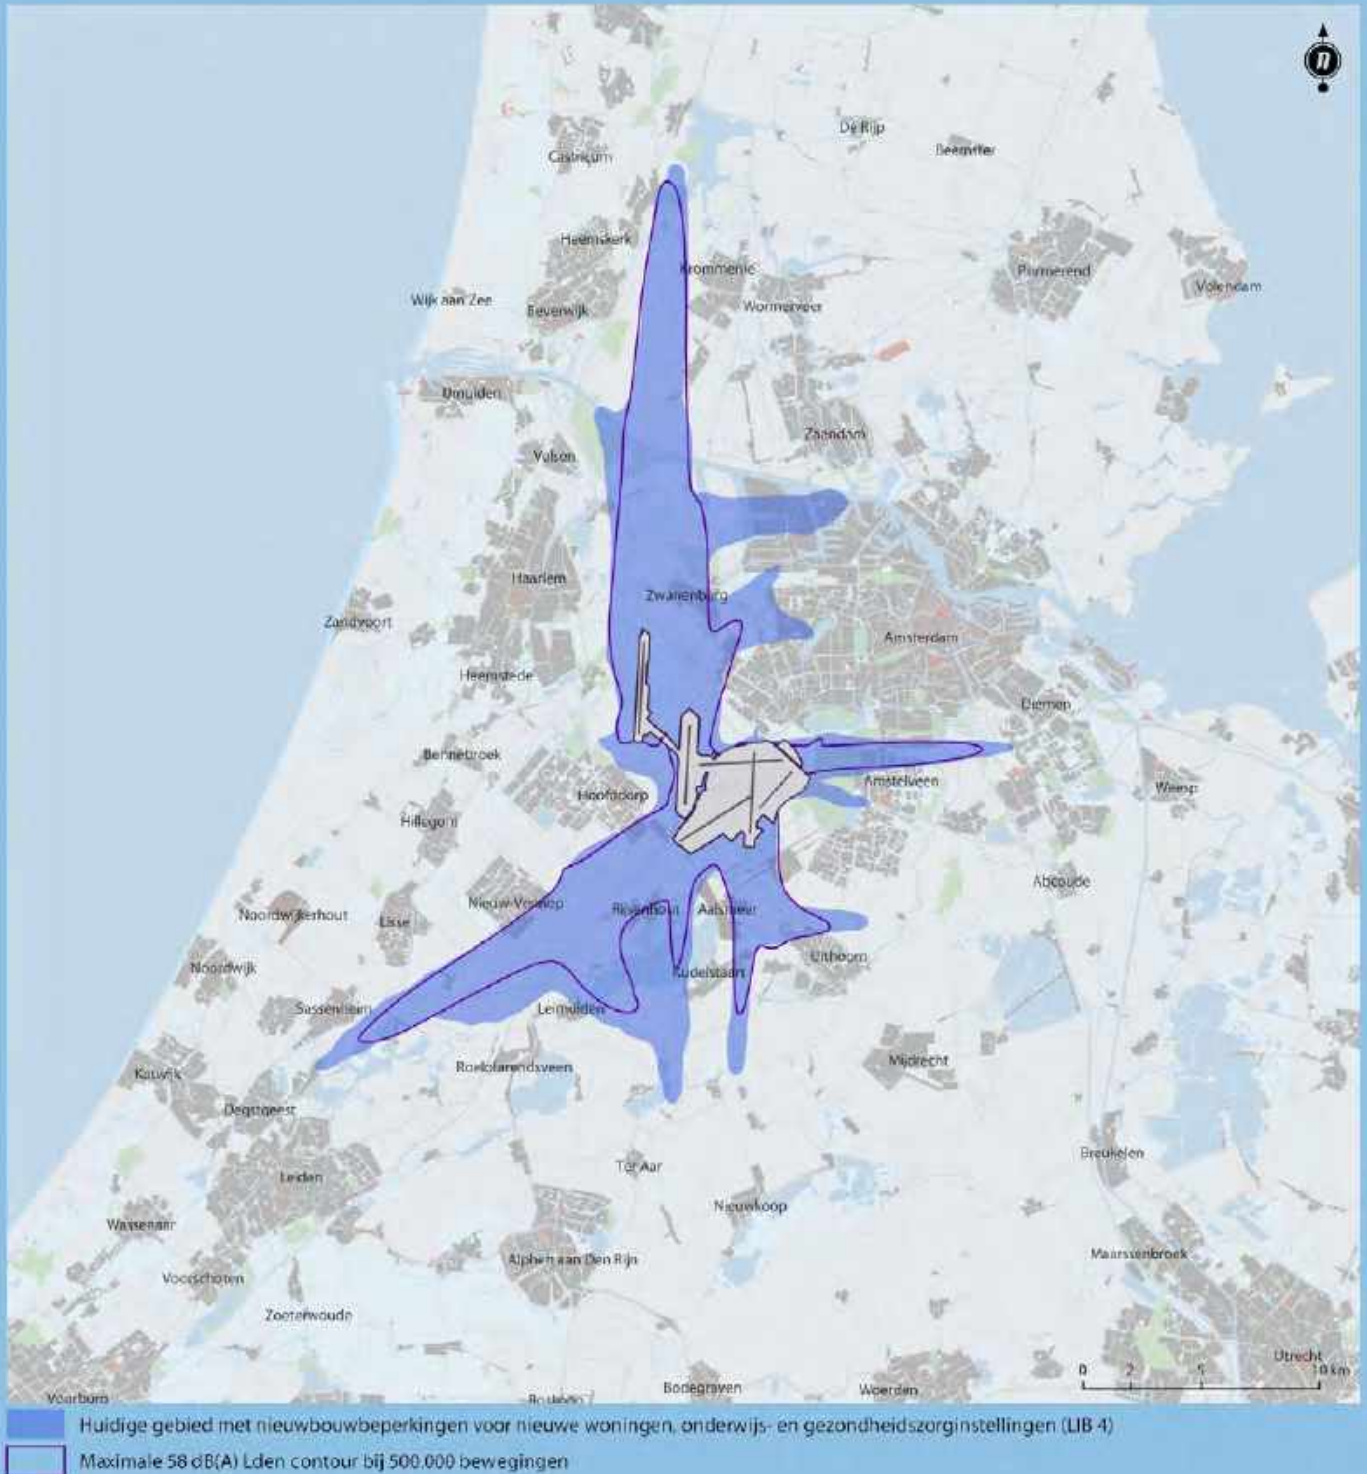 n
De Rijp
Beemster
Castricum
Heemskerk
Krommenie
Purmerend
Volendam
Wijk aan Zee
Beverwijk
Wormerveer
IJmuiden
Zaandam
Velsen
Haarlem
Zwanenburg
Zandvoort
Amsterdam
Heemstede
Diemen
Bennebroek
Amstelveen
Weesp
Hoofddorp
Hillegom
Abcoude
Nieuw-Vennep
Noordwijkerhout
Lisse
Rijsenhout
Aalsmeer
Uithoorn
Noordwijk
Kudelstaart
Sassenheim
Leimuiden
Mijdrecht
Roelofarendsveen
Katwijk
Oegstgeest
Breukelen
Ter Aar
Leiden
Nieuwkoop
Wassenaar
Maarssenbroek
Alphen aan Den Rijn
Voorschoten
Zoeterwoude
Utrecht
0 2 5 10 km
Bodegraven
Woerden
Voorburg
Huidige gebied met nieuwbouwbeperkingen voor nieuwe woningen, onderwijs- en gezondheidszorginstellingen (LIB 4)
Maximale 58 dB(A) Lden contour bij 500.000 bewegingen